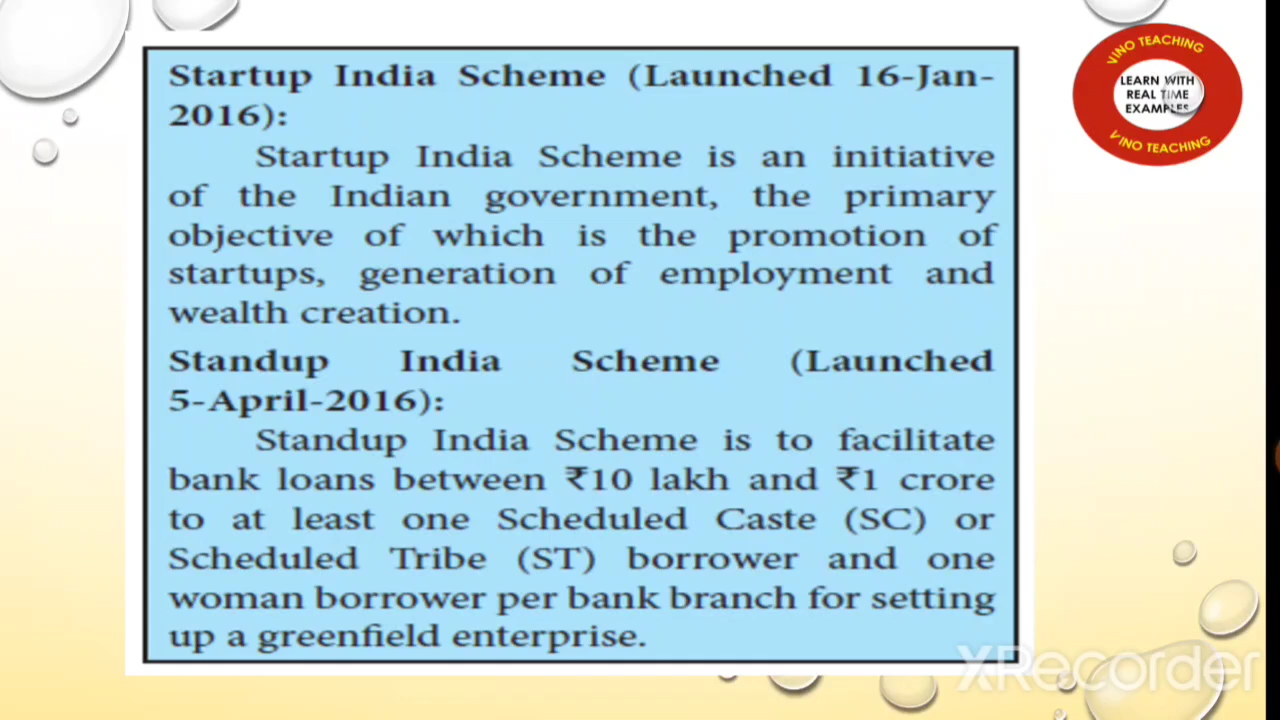 Startup India Scheme (Launched 16-Jan-
2016):
Startup India Scheme is an initiative
of the Indian government, the primary
objective of which is the promotion of
startups, generation of employment and
wealth creation.
Standup India Scheme (Launched
5-April-2016):
Standup India Scheme is to facilitate
bank loans between ₹10 lakh and ₹1 crore
to at least one Scheduled Caste (SC) or
Scheduled Tribe (ST) borrower and one
woman borrower per bank branch for setting
up a greenfield enterprise.
VINO TEACHING
LEARN WITH
REAL TIME
EXAMPLES
VINO TEACHING
XRecorder